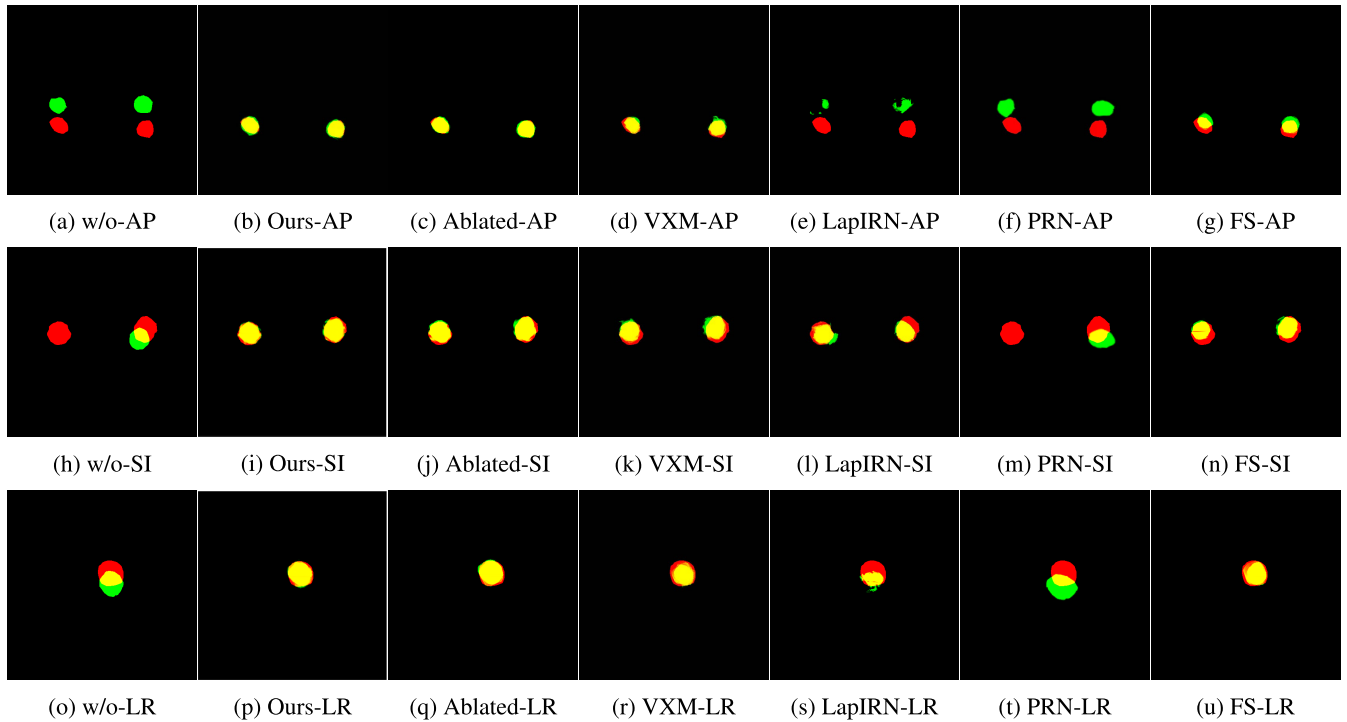 (a) w/o-AP (b) Ours-AP (c) Ablated-AP (d) VXM-AP (e) LapIRN-AP (f) PRN-AP (g) FS-AP
(h) w/o-SI (i) Ours-SI (j) Ablated-SI (k) VXM-SI (l) LapIRN-SI (m) PRN-SI (n) FS-SI
(o) w/o-LR (p) Ours-LR (q) Ablated-LR (r) VXM-LR (s) LapIRN-LR (t) PRN-LR (u) FS-LR